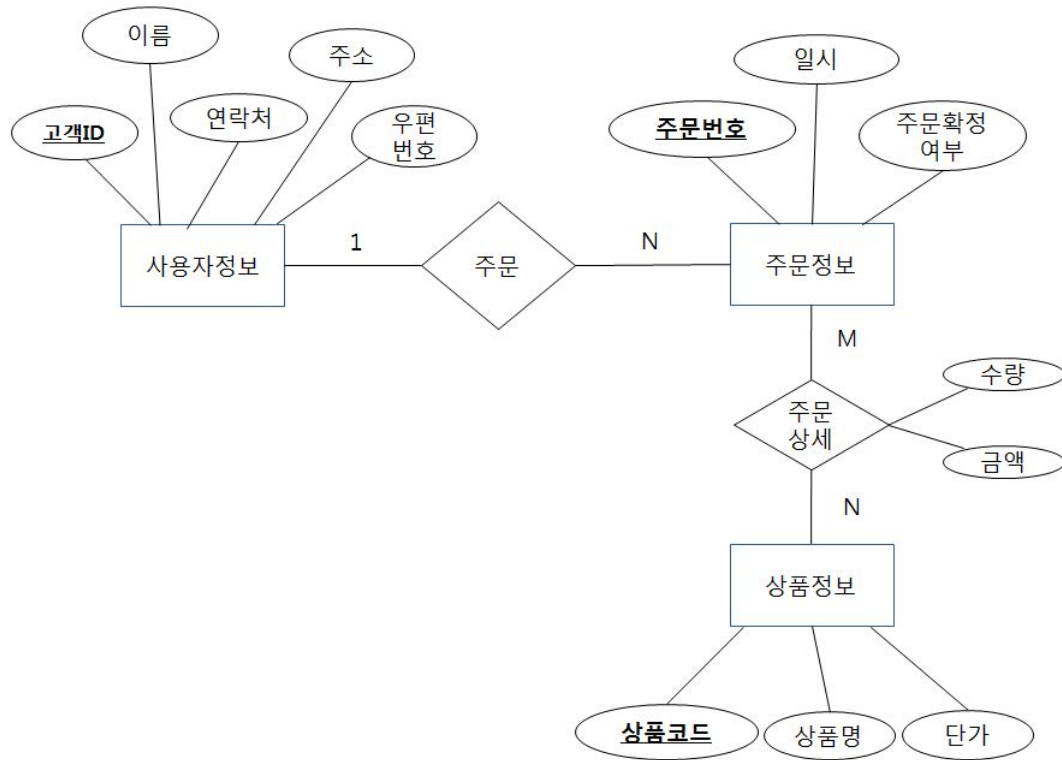 이름
주소
일시
고객ID
연락처
우편
번호
주문번호
주문확정
여부
사용자정보
1
주문
N
주문정보
M
주문
상세
수량
금액
N
상품정보
상품코드
상품명
단가